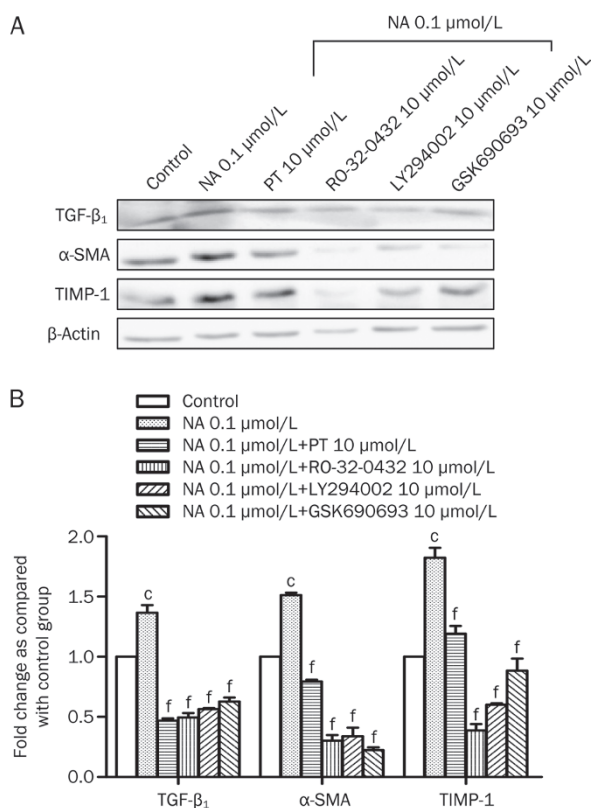 A
NA 0.1 μmol/L
Control
NA 0.1 μmol/L
PT 10 μmol/L
RO-32-0432 10 μmol/L
LY294002 10 μmol/L
GSK690693 10 μmol/L
TGF-β₁
α-SMA
TIMP-1
β-Actin
B
Control
NA 0.1 μmol/L
NA 0.1 μmol/L+PT 10 μmol/L
NA 0.1 μmol/L+RO-32-0432 10 μmol/L
NA 0.1 μmol/L+LY294002 10 μmol/L
NA 0.1 μmol/L+GSK690693 10 μmol/L
Fold change as compared
with control group
2.0
1.5
1.0
0.5
0.0
c
f
f
f
f
c
f
f
f
f
c
f
f
f
f
TGF-β₁
α-SMA
TIMP-1